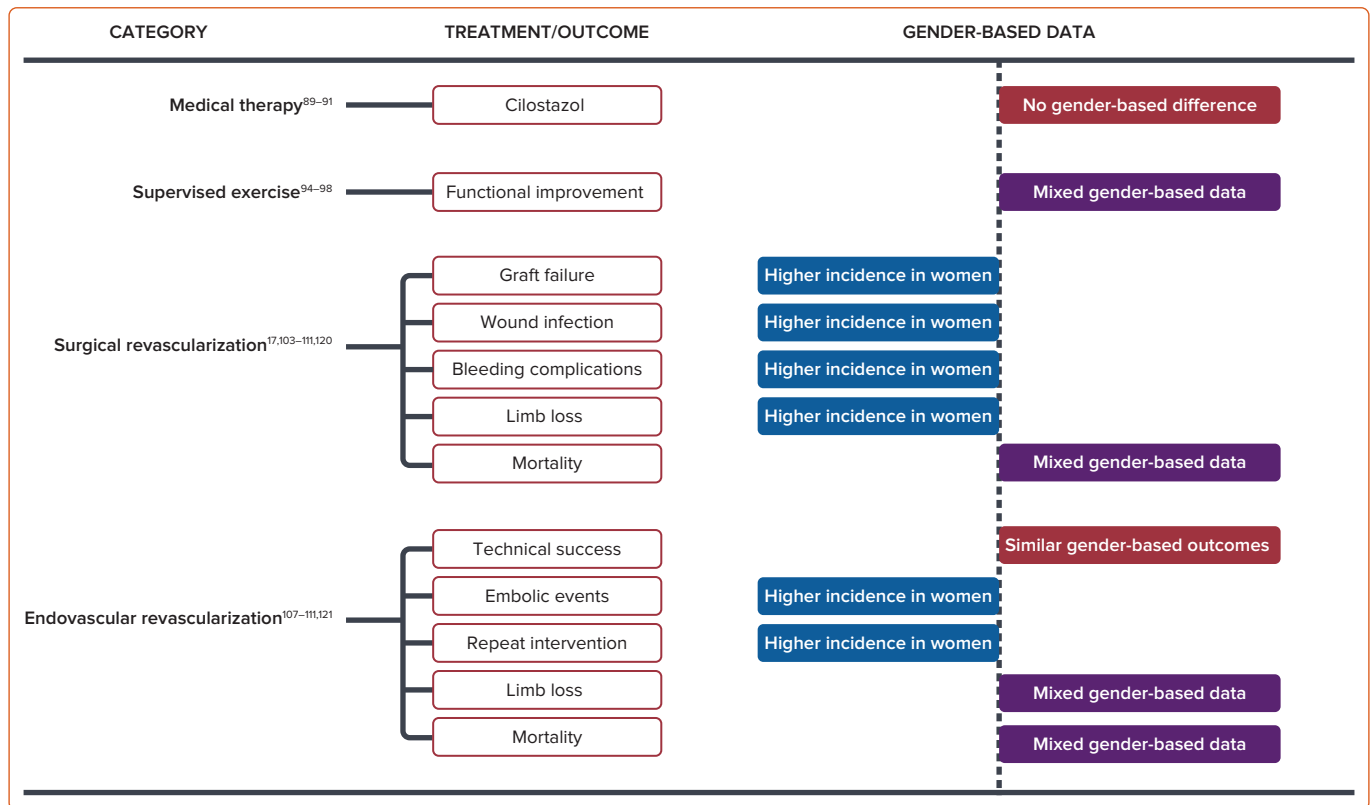 CATEGORY TREATMENT/OUTCOME GENDER-BASED DATA
Medical therapy89–91 Cilostazol No gender-based difference
Supervised exercise94–98 Functional improvement Mixed gender-based data
Graft failure Higher incidence in women
Wound infection Higher incidence in women
Surgical revascularization17,103–111,120
Bleeding complications Higher incidence in women
Limb loss Higher incidence in women
Mortality Mixed gender-based data
Technical success Similar gender-based outcomes
Embolic events Higher incidence in women
Endovascular revascularization107–111,121
Repeat intervention Higher incidence in women
Limb loss Mixed gender-based data
Mortality Mixed gender-based data